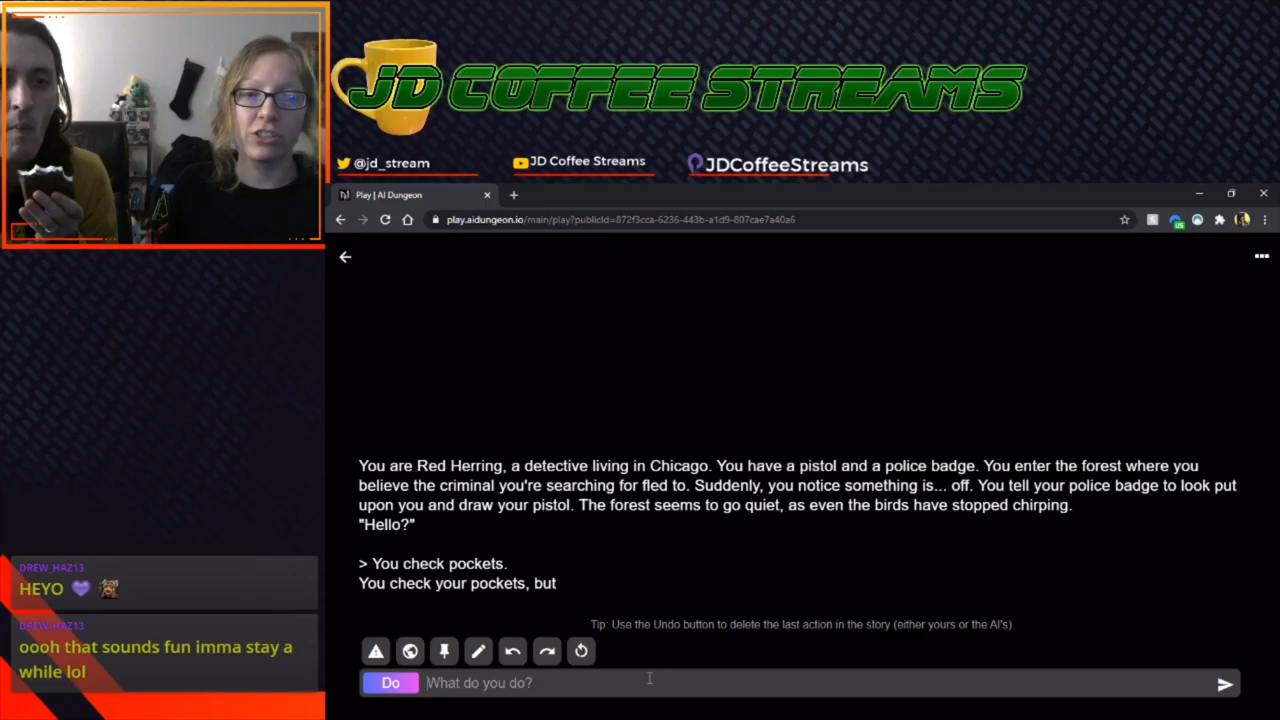 JD COFFEE STREAMS
@jd_stream
JD Coffee Streams
JDCoffeeStreams
Play | AI Dungeon
play.aidungeon.io/main/play?publicId=872f3cca-6236-443b-a1d9-807cae7a40a6
US
You are Red Herring, a detective living in Chicago. You have a pistol and a police badge. You enter the forest where you
believe the criminal you're searching for fled to. Suddenly, you notice something is... off. You tell your police badge to look put
upon you and draw your pistol. The forest seems to go quiet, as even the birds have stopped chirping.
"Hello?"
> You check pockets.
You check your pockets, but
Tip: Use the Undo button to delete the last action in the story (either yours or the AI's).
Do
What do you do?
DREW_HAZ13
HEYO
DREW_HAZ13
oooh that sounds fun imma stay a
while lol